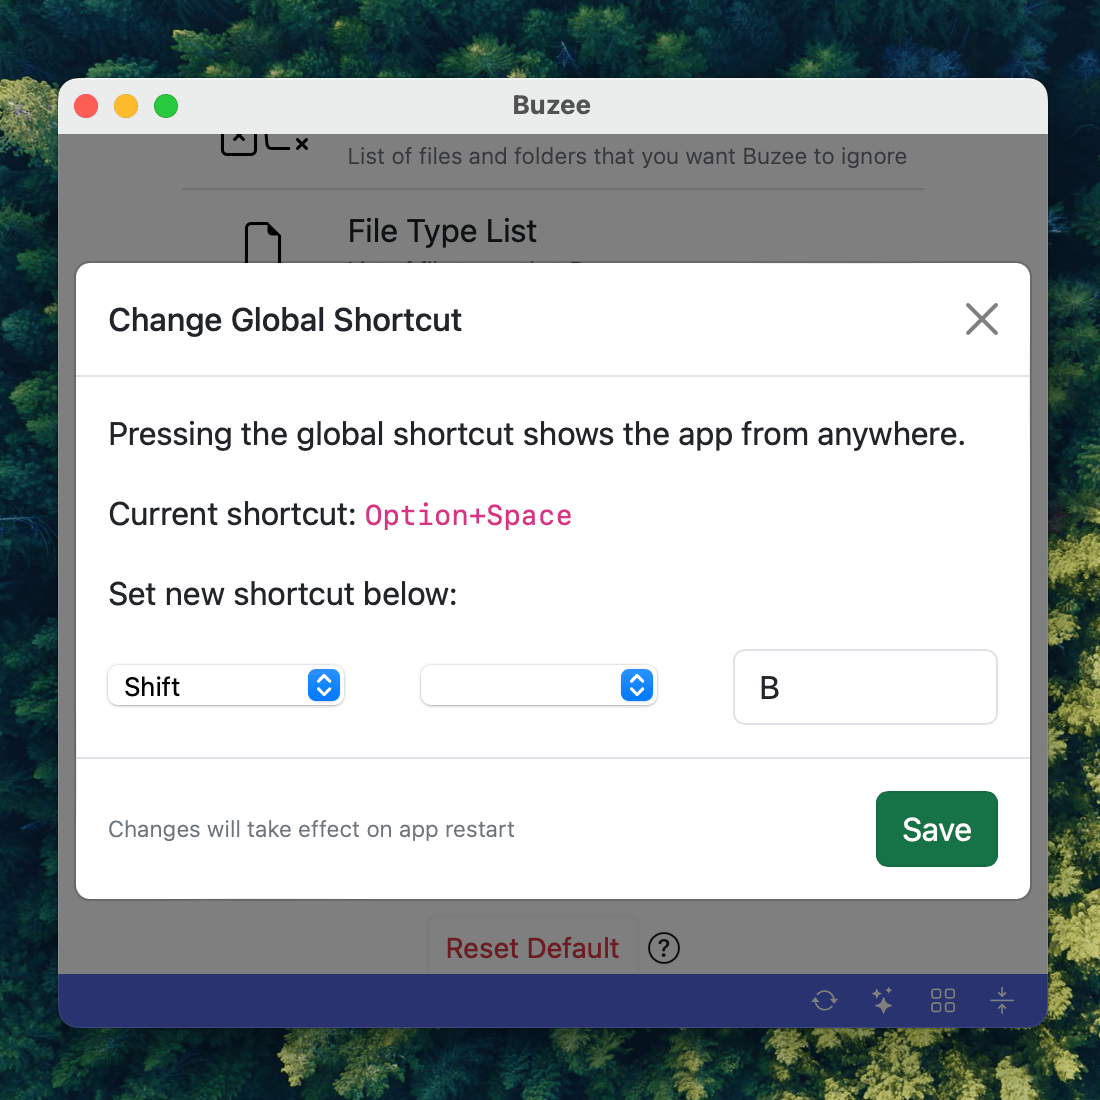 Buzee
List of files and folders that you want Buzee to ignore
File Type List
Change Global Shortcut
Pressing the global shortcut shows the app from anywhere.
Current shortcut: Option+Space
Set new shortcut below:
Shift
B
Changes will take effect on app restart
Save
Reset Default ?